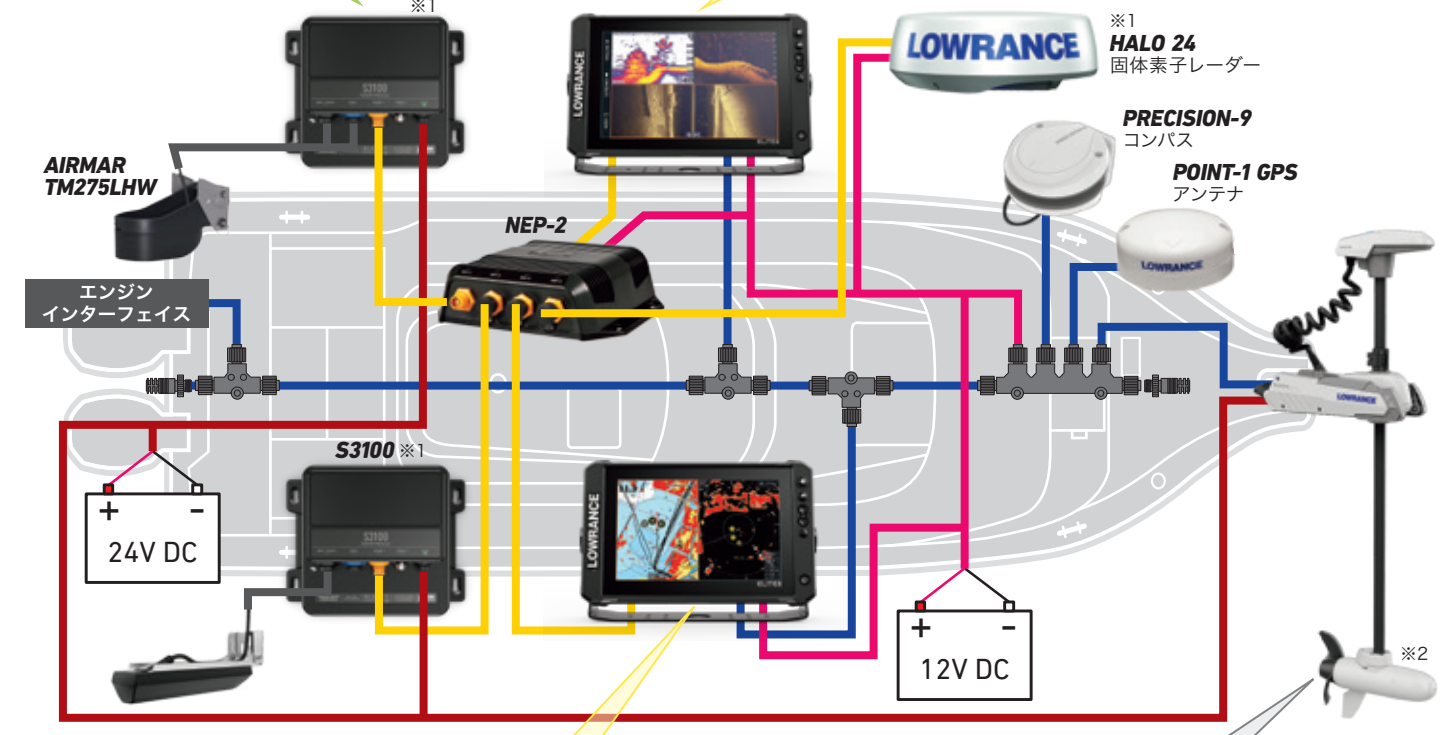 ※1
S3100
LOWRANCE
LOWRANCE
※1
HALO 24
固体素子レーダー
PRECISION-9
コンパス
AIRMAR
TM275LHW
POINT-1 GPS
アンテナ
LOWRANCE
NEP-2
エンジン
インターフェイス
LOWRANCE
S3100 ※1
+ -
24V DC
S3100
LOWRANCE
+ -
12V DC
※2